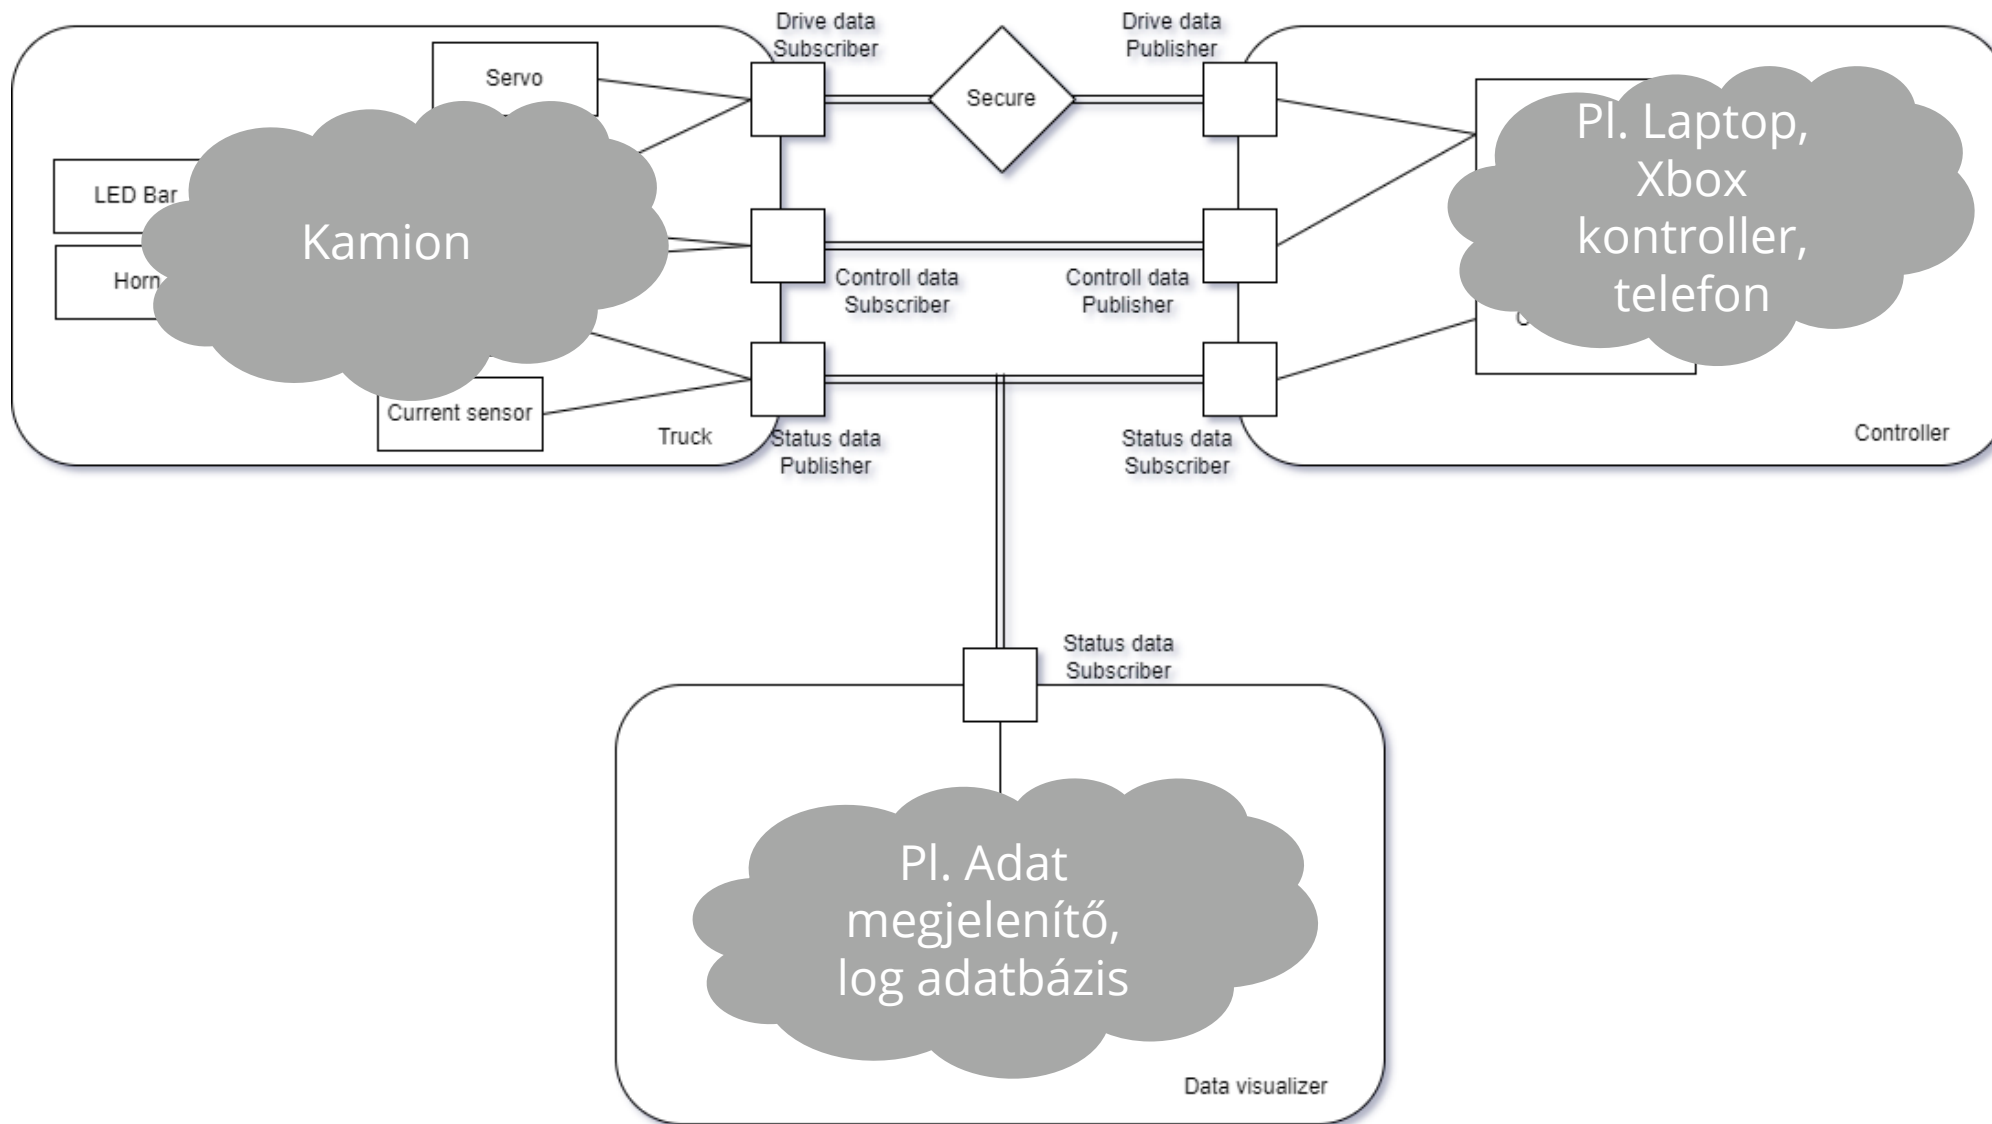 Drive data
Subscriber
Drive data
Publisher
Servo
Secure
LED Bar
Horn
Kamion
Pl. Laptop,
Xbox
kontroller,
telefon
Controll data
Subscriber
Controll data
Publisher
Current sensor
Truck
Status data
Publisher
Status data
Subscriber
Controller
Status data
Subscriber
Pl. Adat
megjelenítő,
log adatbázis
Data visualizer